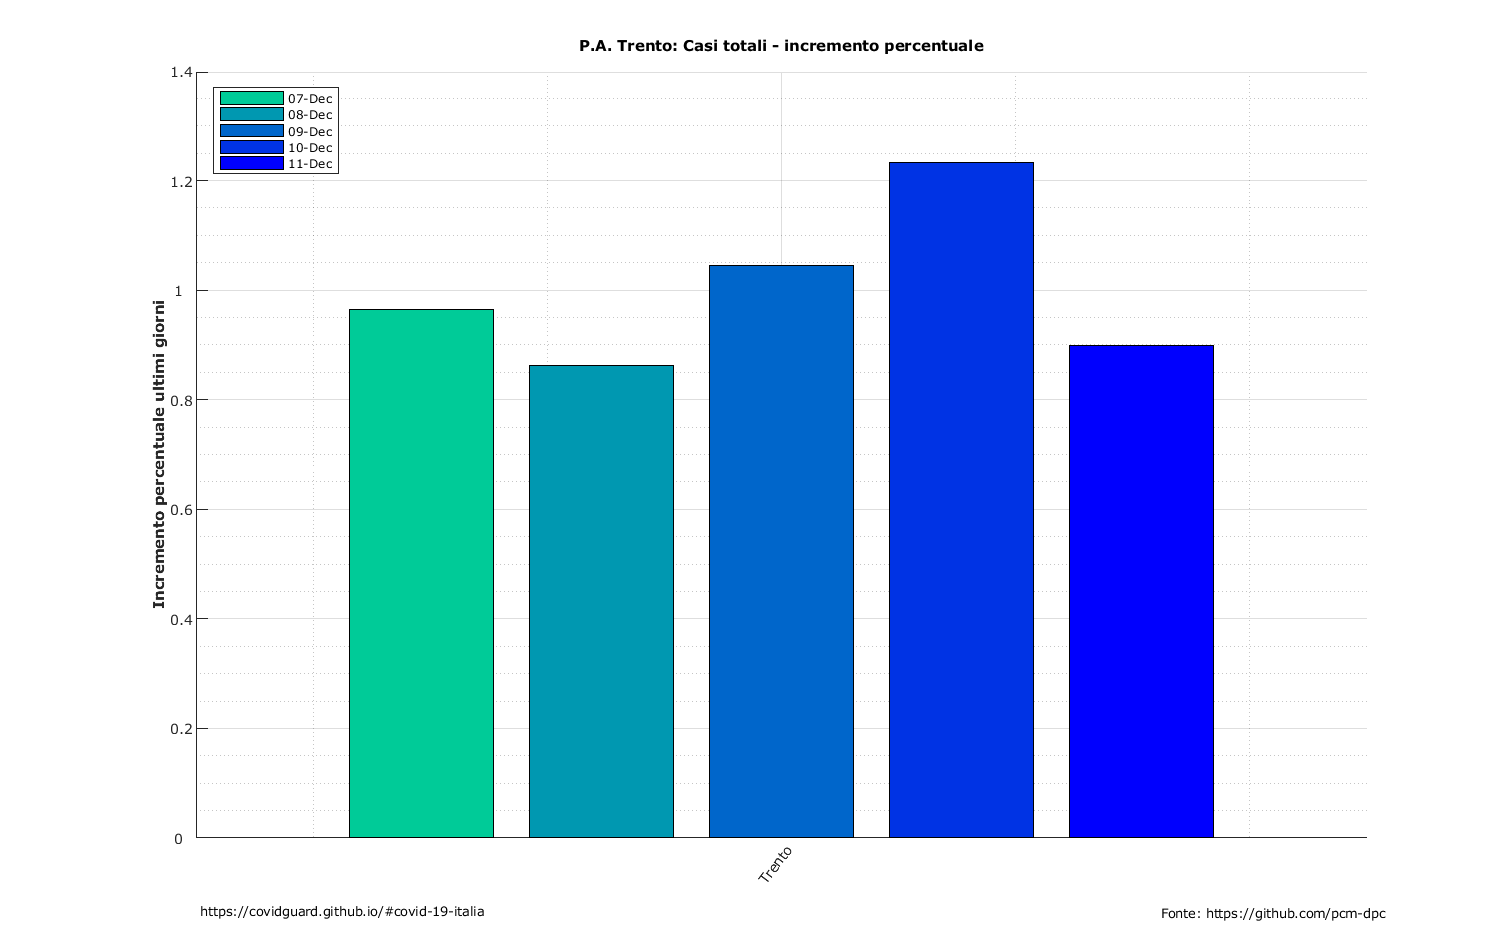 P.A. Trento: Casi totali - incremento percentuale
Incremento percentuale ultimi giorni
1.4
1.2
1
0.8
0.6
0.4
0.2
0
07-Dec
08-Dec
09-Dec
10-Dec
11-Dec
Trento
https://covidguard.github.io/#covid-19-italia
Fonte: https://github.com/pcm-dpc